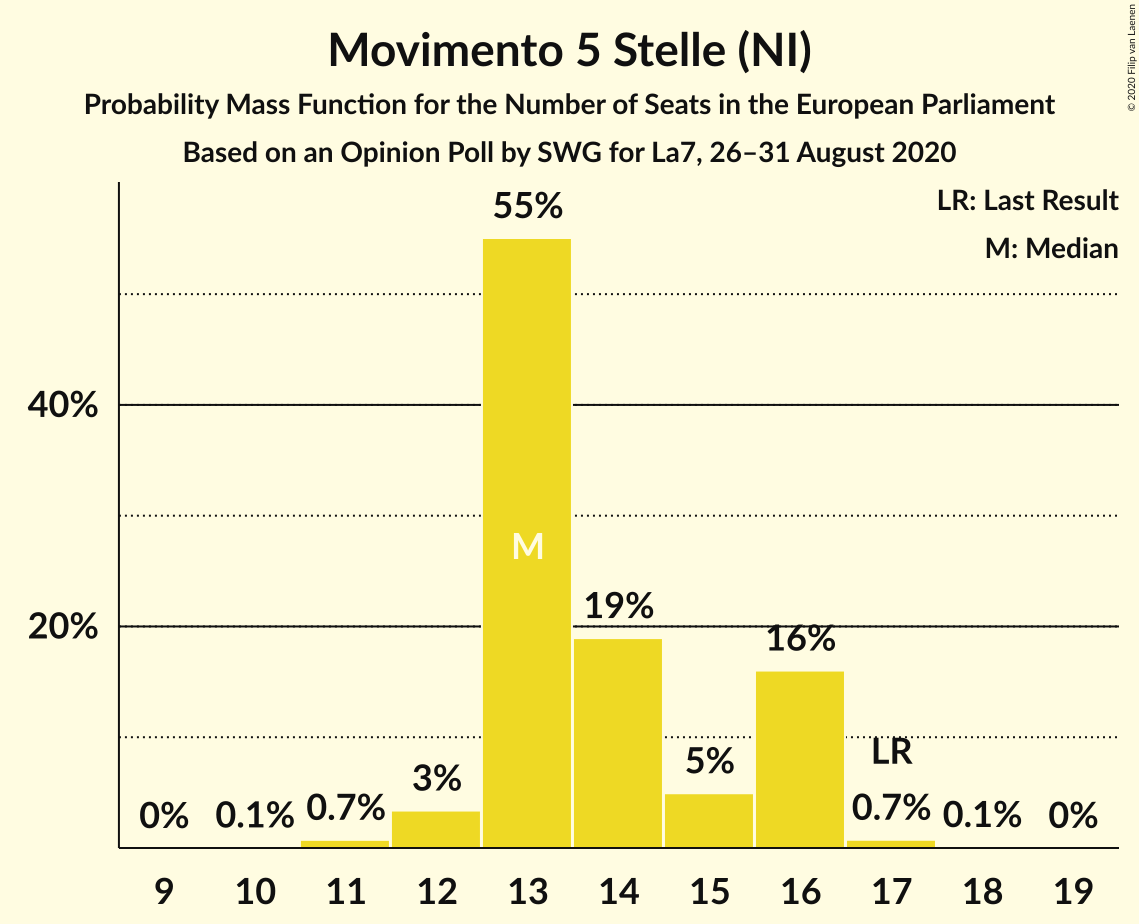 Movimento 5 Stelle (NI)
Probability Mass Function for the Number of Seats in the European Parliament
Based on an Opinion Poll by SWG for La7, 26–31 August 2020
© 2020 Filip van Laenen
LR: Last Result
M: Median
55%
40%
M
19%
20%
16%
LR
5%
3%
0% 0.1% 0.7% 0.7% 0.1% 0%
9 10 11 12 13 14 15 16 17 18 19